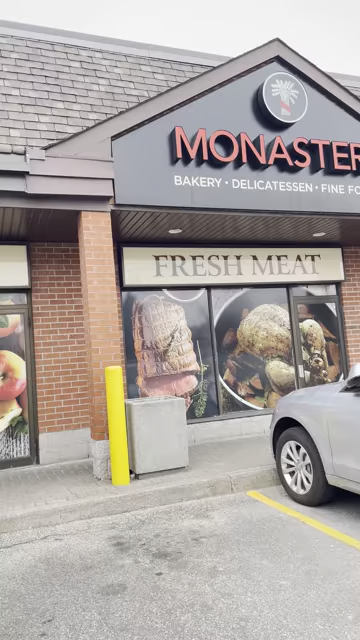 MONASTER
BAKERY • DELICATESSEN • FINE FO
FRESH MEAT